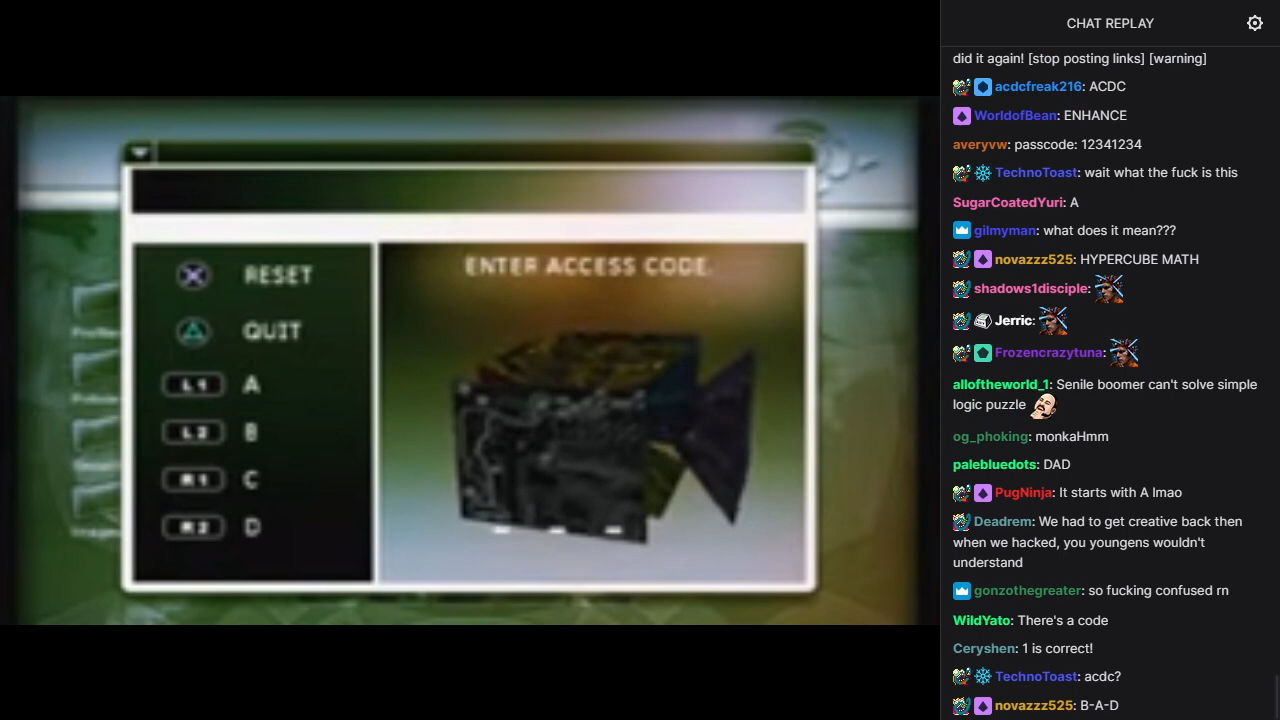 CHAT REPLAY
did it again! [stop posting links] [warning]
acdcfreak216: ACDC
WorldofBean: ENHANCE
averyvw: passcode: 12341234
TechnoToast: wait what the fuck is this
SugarCoatedYuri: A
gilmyman: what does it mean???
novazzz525: HYPERCUBE MATH
shadows1disciple:
Jerric:
Frozencrazytuna:
alloftheworld_1: Senile boomer can't solve simple
logic puzzle
og_phoking: monkaHmm
palebluedots: DAD
PugNinja: It starts with A lmao
Deadrem: We had to get creative back then
when we hacked, you youngens wouldn't
understand
gonzothegreater: so fucking confused rn
WildYato: There's a code
Ceryshen: 1 is correct!
TechnoToast: acdc?
novazzz525: B-A-D
ENTER ACCESS CODE.
RESET
QUIT
L1 A
L2 B
R1 C
R2 D